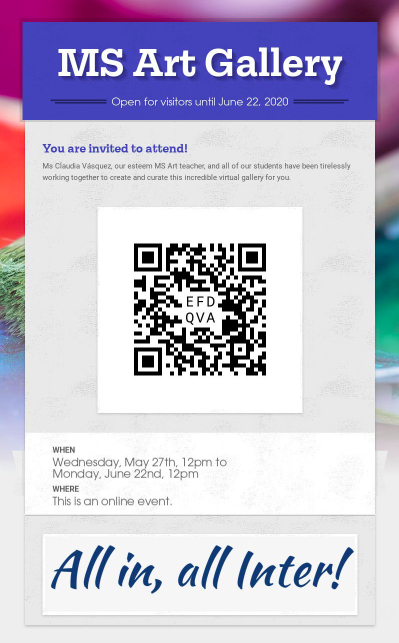 MS Art Gallery
Open for visitors until June 22, 2020
You are invited to attend!
Ms Claudia Vásquez, our esteem MS Art teacher, and all of our students have been tirelessly
working together to create and curate this incredible virtual gallery for you.
EFD
QVA
WHEN
Wednesday, May 27th, 12pm to
Monday, June 22nd, 12pm
WHERE
This is an online event.
All in, all Inter!